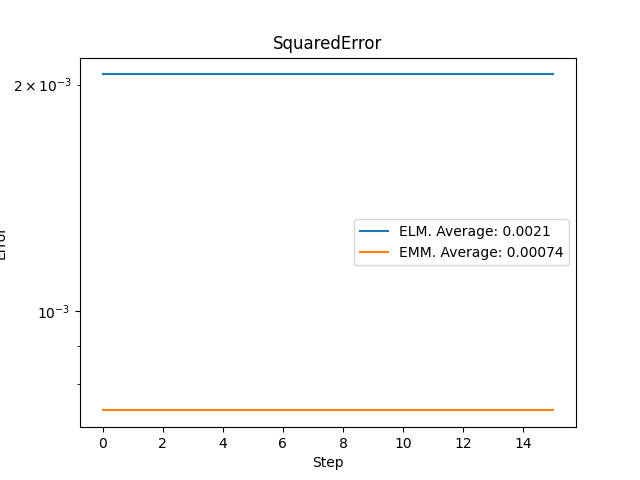 SquaredError
2 × 10⁻³
10⁻³
Error
ELM. Average: 0.0021
EMM. Average: 0.00074
0 2 4 6 8 10 12 14
Step